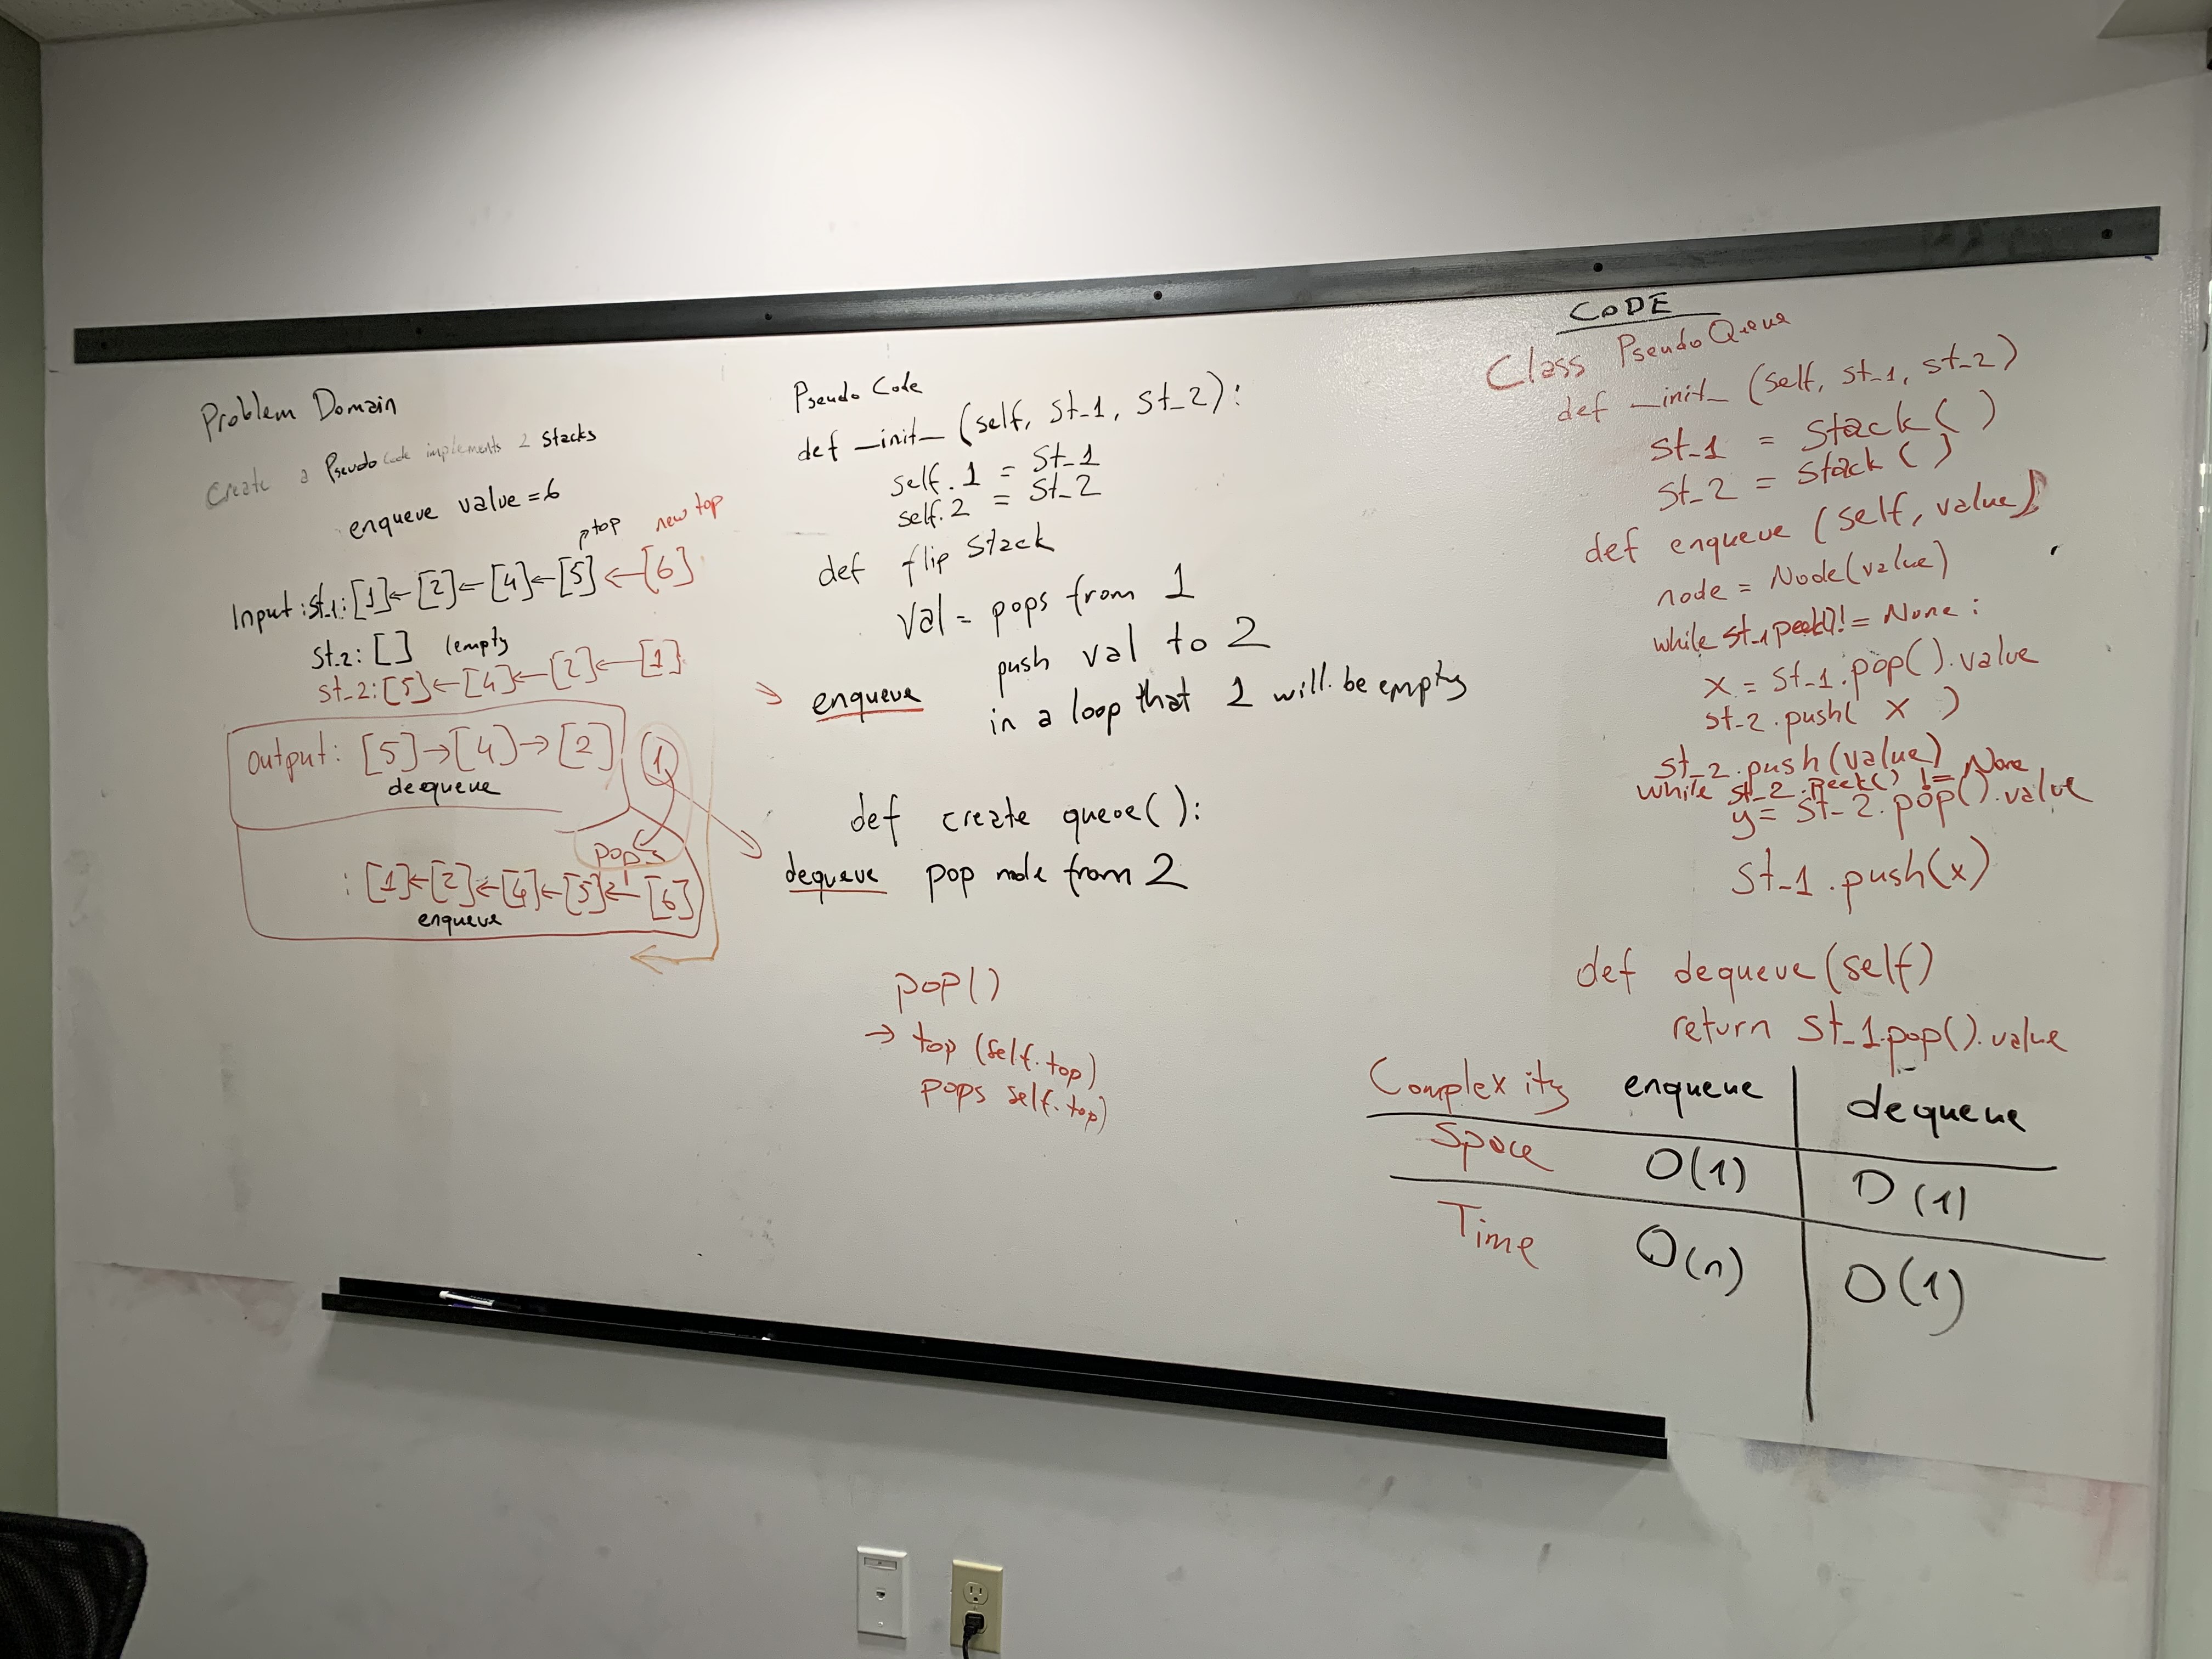 Problem Domain
Create a Pseudo Code implements 2 stacks
enqueue value = 6
top new top
Input: st_1: [1] ← [2] ← [4] ← [5] ← [6]
st_2: [ ] (empty
st_2: [5] ← [4] ← [2] ← [1]
Output: [5] → [4] → [2] 1
dequeue
pops
: [1] ← [2] ← [4] ← [5] ← [6]
enqueue
Pseudo Code
def _init_ (self, St_1, St_2):
self.1 = St_1
self.2 = St_2
def flip Stack
Val = pops from 1
push val to 2
→ enqueue in a loop that 1 will be empty
def create queue():
dequeue pop node from 2
pop()
→ top (self.top)
pops self.top)
CODE
Class PseudoQueue
def _init_ (self, st_1, st_2)
st_1 = Stack()
st_2 = Stack()
def enqueue (self, value)
node = Node(value)
while st_1 peek()!= None:
x = st_1.pop().value
st_2.push( x )
st_2.push(value)
while st_2.peek() != None
y = st_2.pop().value
st_1.push(x)
def dequeue(self)
return st_1.pop().value
Complexity enqueue dequeue
Space O(1) O(1)
Time O(n) O(1)